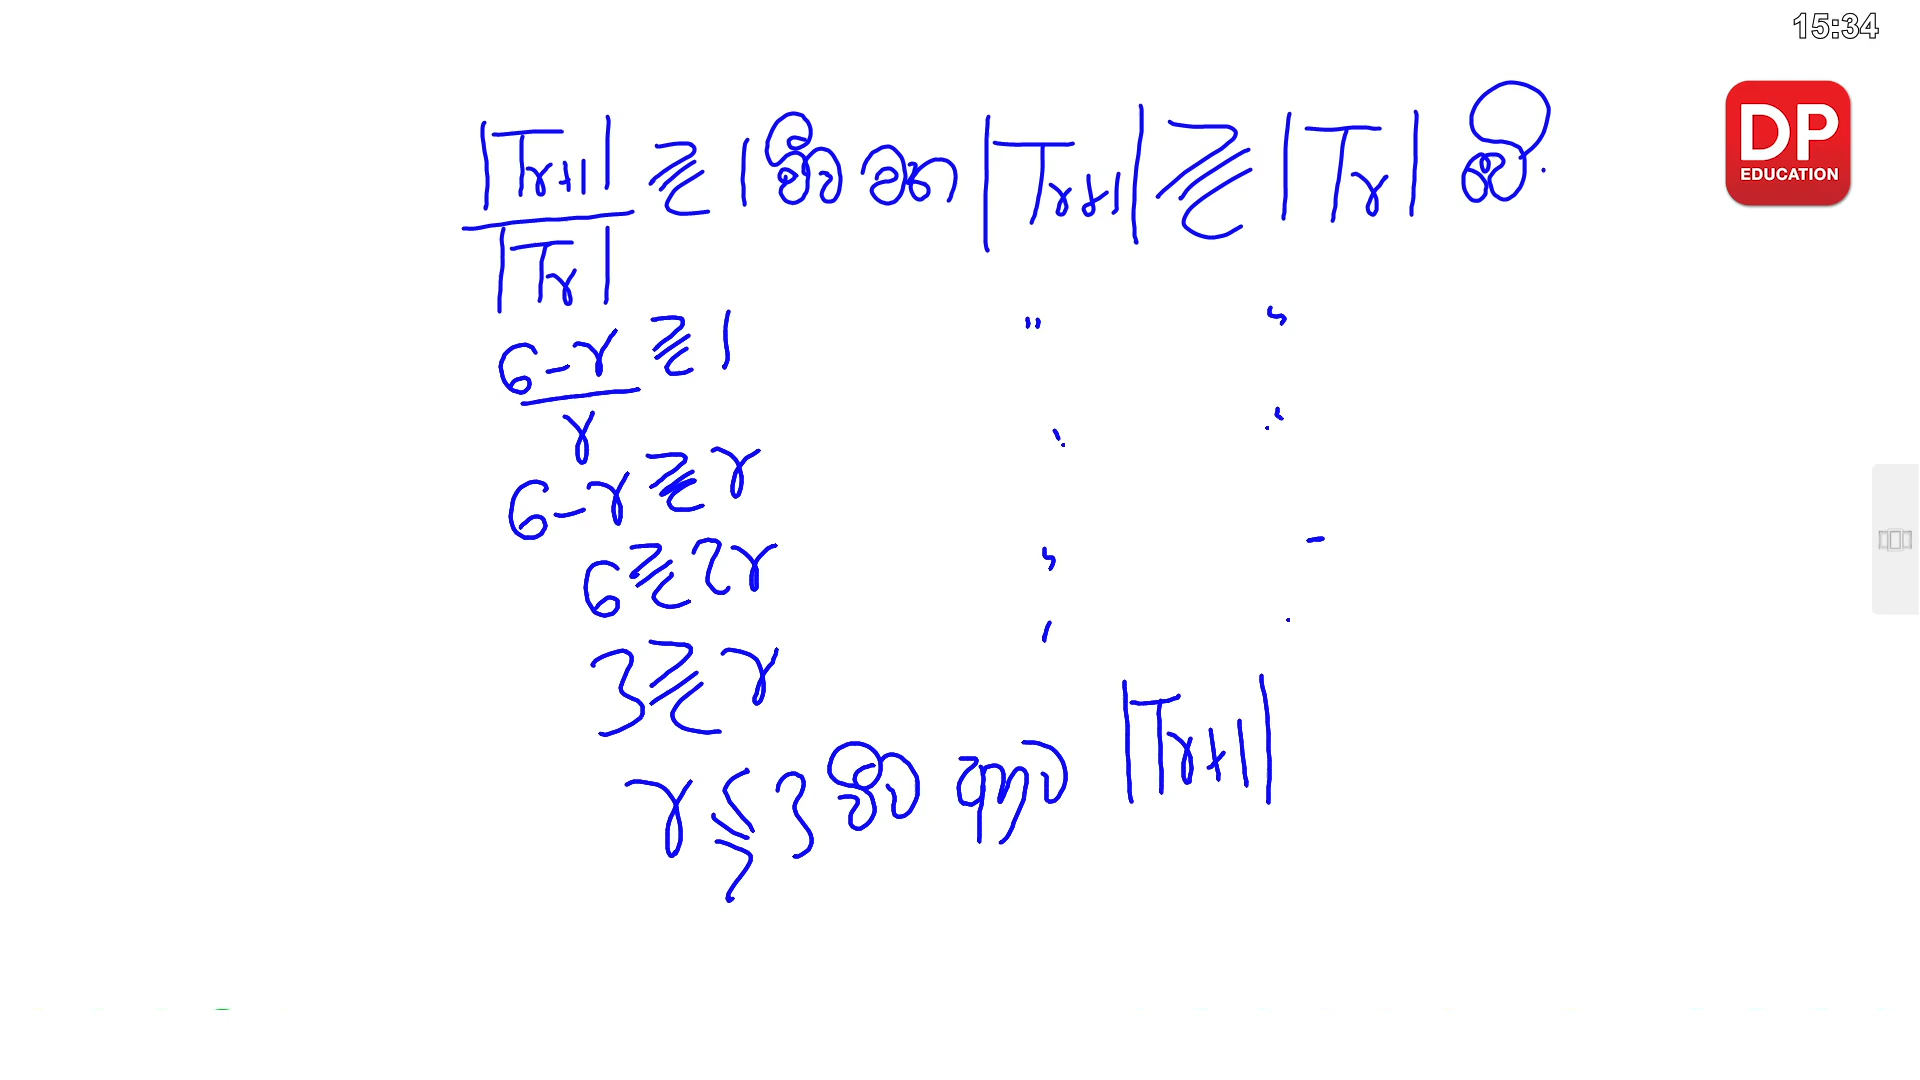 15:34
DP
EDUCATION
|Tr+1| / |Tr| ⋛ 1 විට |Tr+1| ⋛ |Tr| වේ.
(6-r)/r ⋛ 1 " "
6-r ⋛ r " "
6 ⋛ 2r " "
3 ⋛ r " "
r ⋚ 3 විට |Tr+1|